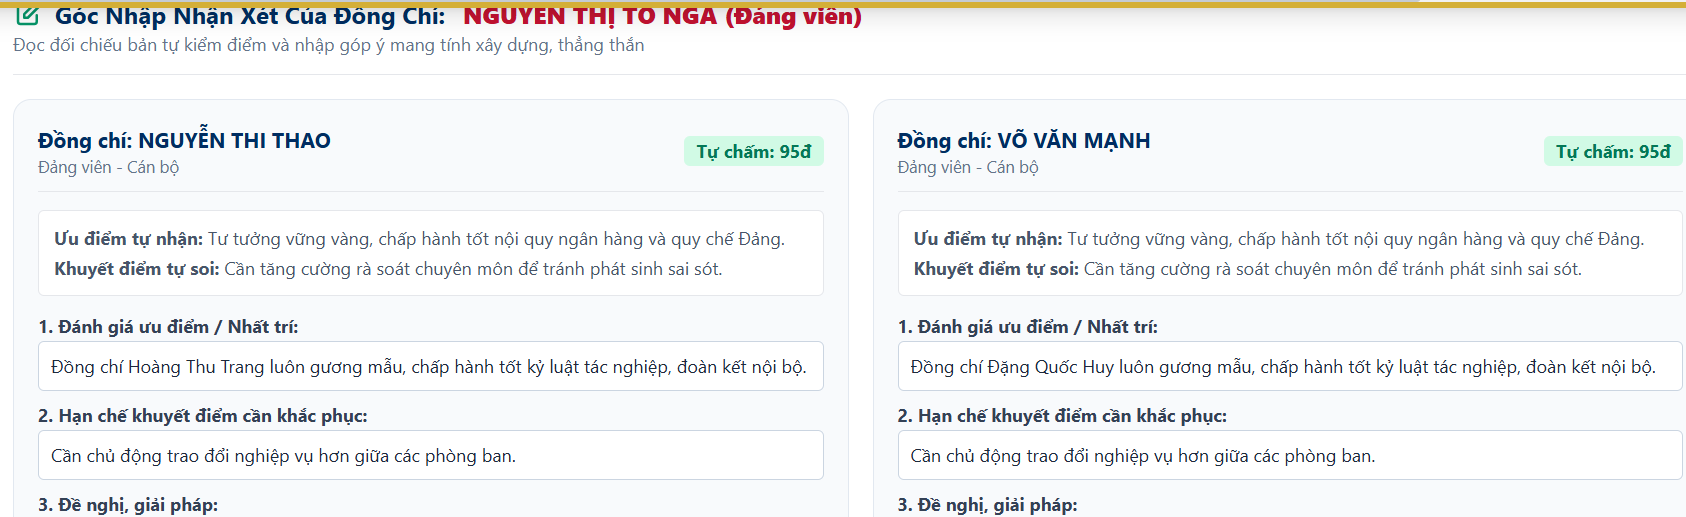 Góc Nhập Nhận Xét Của Đồng Chí: NGUYỄN THỊ TỐ NGA (Đảng viên)
Đọc đối chiếu bản tự kiểm điểm và nhập góp ý mang tính xây dựng, thẳng thắn
Đồng chí: NGUYỄN THI THAO
Tự chấm: 95đ
Đảng viên - Cán bộ
Ưu điểm tự nhận: Tư tưởng vững vàng, chấp hành tốt nội quy ngân hàng và quy chế Đảng.
Khuyết điểm tự soi: Cần tăng cường rà soát chuyên môn để tránh phát sinh sai sót.
1. Đánh giá ưu điểm / Nhất trí:
Đồng chí Hoàng Thu Trang luôn gương mẫu, chấp hành tốt kỷ luật tác nghiệp, đoàn kết nội bộ.
2. Hạn chế khuyết điểm cần khắc phục:
Cần chủ động trao đổi nghiệp vụ hơn giữa các phòng ban.
3. Đề nghị, giải pháp:
Đồng chí: VÕ VĂN MẠNH
Tự chấm: 95đ
Đảng viên - Cán bộ
Ưu điểm tự nhận: Tư tưởng vững vàng, chấp hành tốt nội quy ngân hàng và quy chế Đảng.
Khuyết điểm tự soi: Cần tăng cường rà soát chuyên môn để tránh phát sinh sai sót.
1. Đánh giá ưu điểm / Nhất trí:
Đồng chí Đặng Quốc Huy luôn gương mẫu, chấp hành tốt kỷ luật tác nghiệp, đoàn kết nội bộ.
2. Hạn chế khuyết điểm cần khắc phục:
Cần chủ động trao đổi nghiệp vụ hơn giữa các phòng ban.
3. Đề nghị, giải pháp: